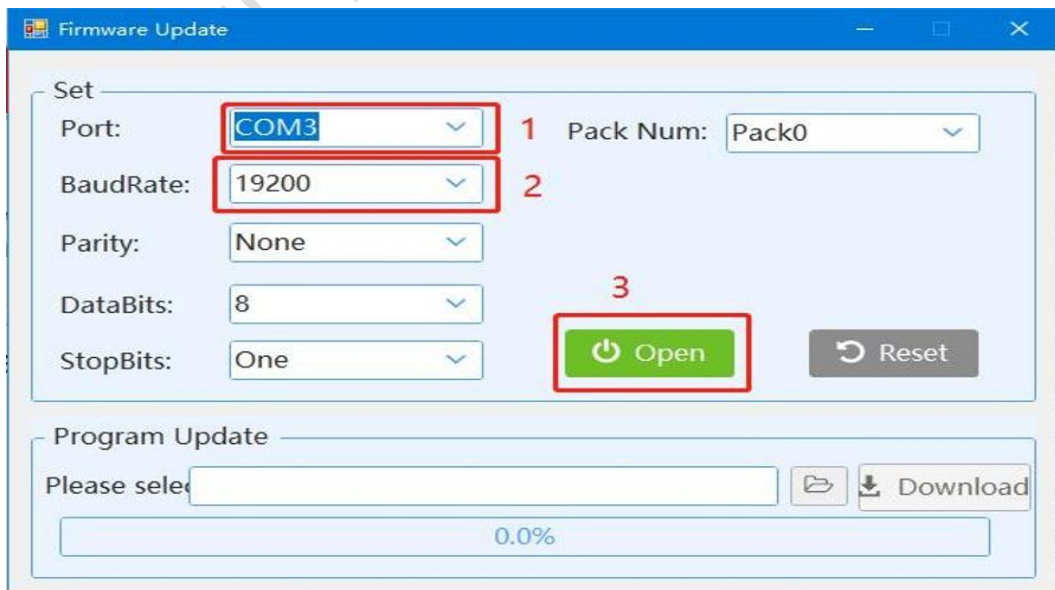 Firmware Update
Set
Port: COM3 1 Pack Num: Pack0
BaudRate: 19200 2
Parity: None
DataBits: 8 3
StopBits: One Open Reset
Program Update
Please selec Download
0.0%